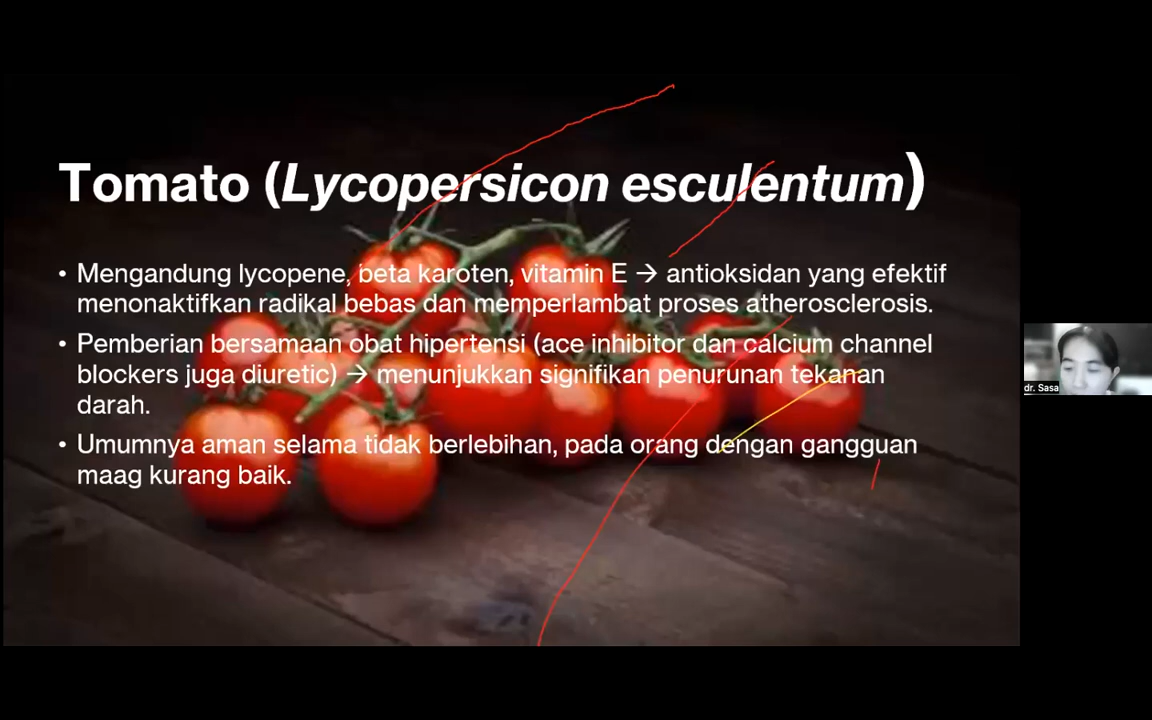 Tomato (Lycopersicon esculentum)
• Mengandung lycopene, beta karoten, vitamin E → antioksidan yang efektif
menonaktifkan radikal bebas dan memperlambat proses atherosclerosis.
• Pemberian bersamaan obat hipertensi (ace inhibitor dan calcium channel
blockers juga diuretic) → menunjukkan signifikan penurunan tekanan
darah.
• Umumnya aman selama tidak berlebihan, pada orang dengan gangguan
maag kurang baik.
dr. Sasa